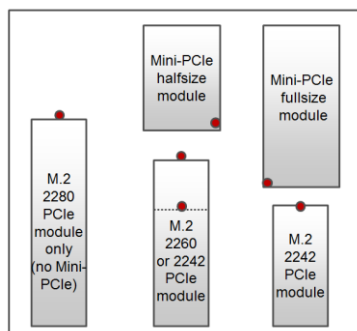 Mini-PCIe
halfsize
module
Mini-PCIe
fullsize
module
M.2
2280
PCIe
module
only
(no Mini-
PCIe)
M.2
2260
or 2242
PCIe
module
M.2
2242
PCIe
module